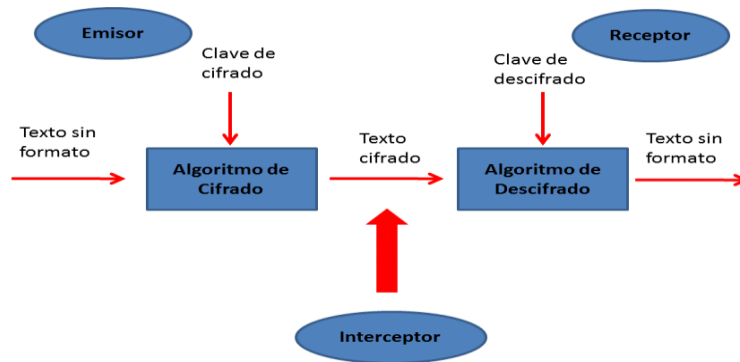 Emisor
Receptor
Clave de
cifrado
Clave de
descifrado
Texto sin
formato
Algoritmo de
Cifrado
Texto
cifrado
Algoritmo de
Descifrado
Texto sin
formato
Interceptor